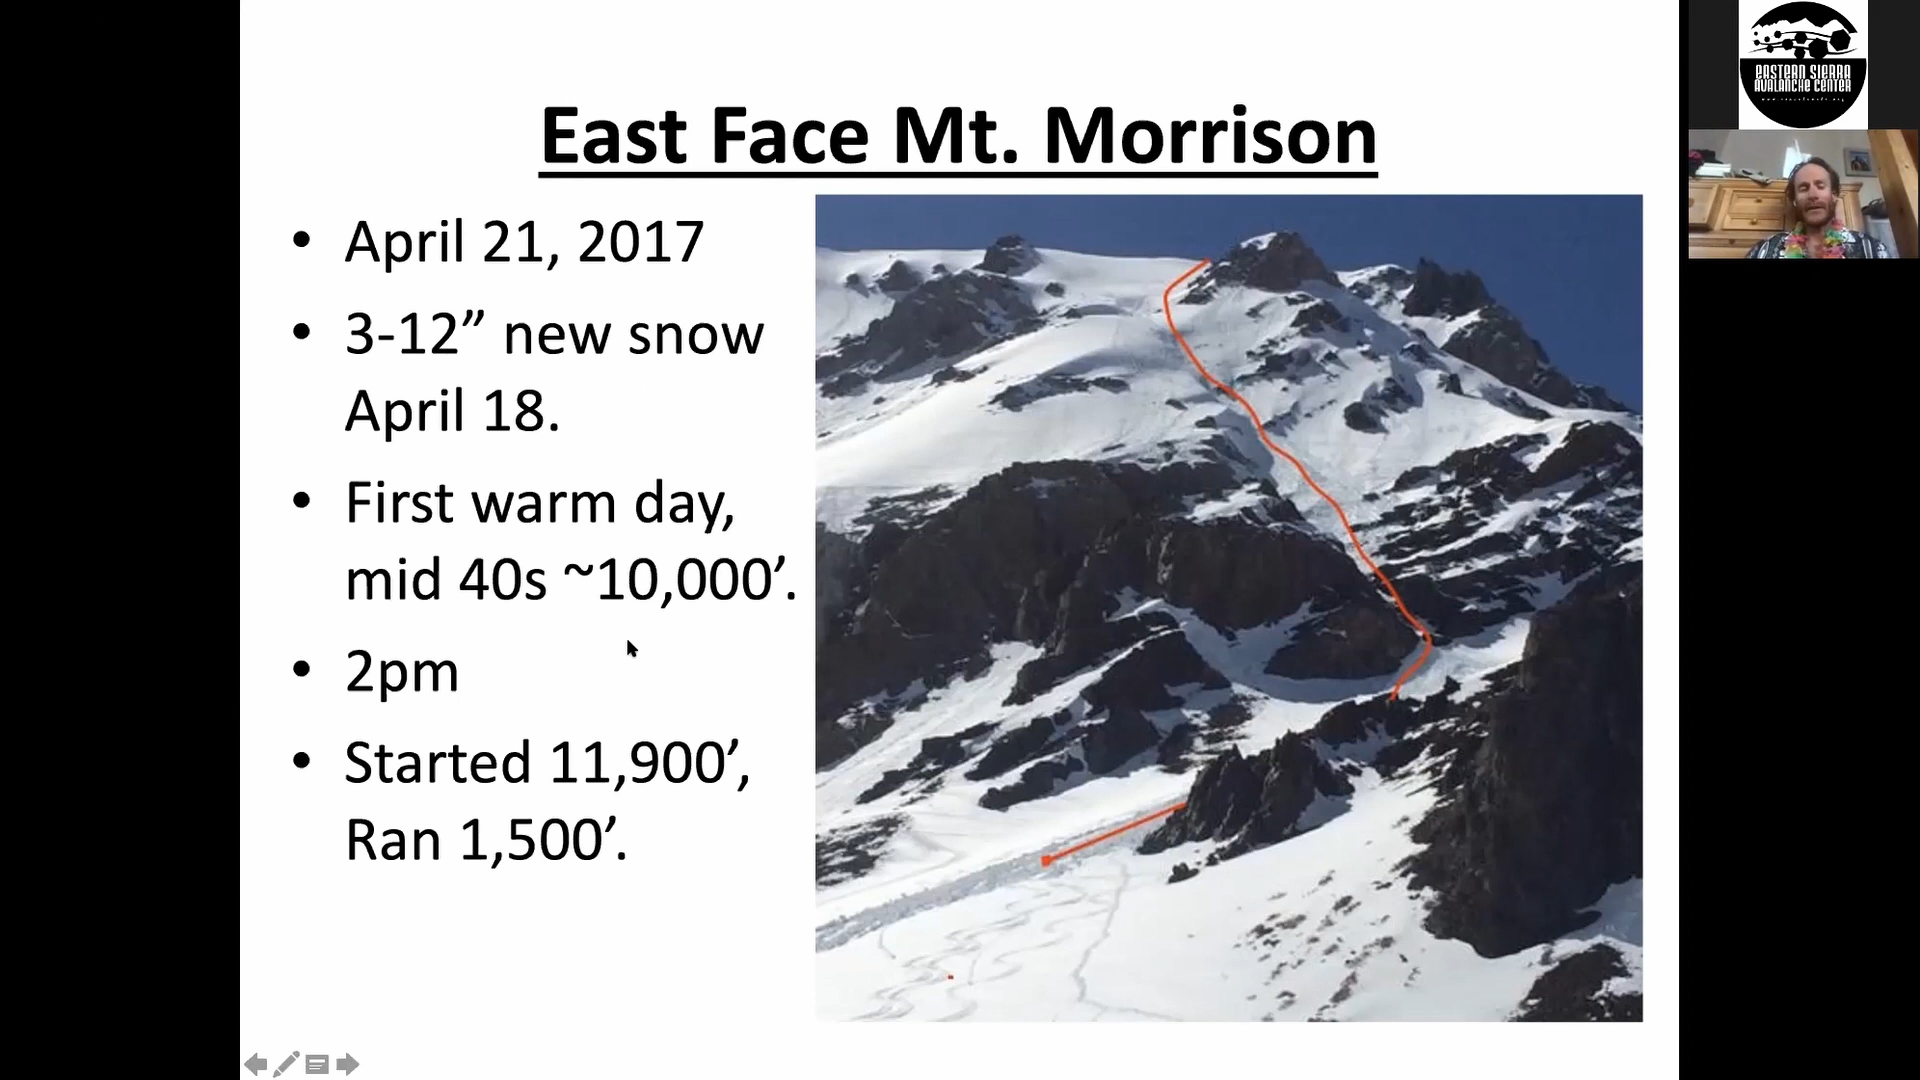 East Face Mt. Morrison
• April 21, 2017
• 3-12” new snow
April 18.
• First warm day,
mid 40s ~10,000’.
• 2pm
• Started 11,900’,
Ran 1,500’.
EASTERN SIERRA
AVALANCHE CENTER